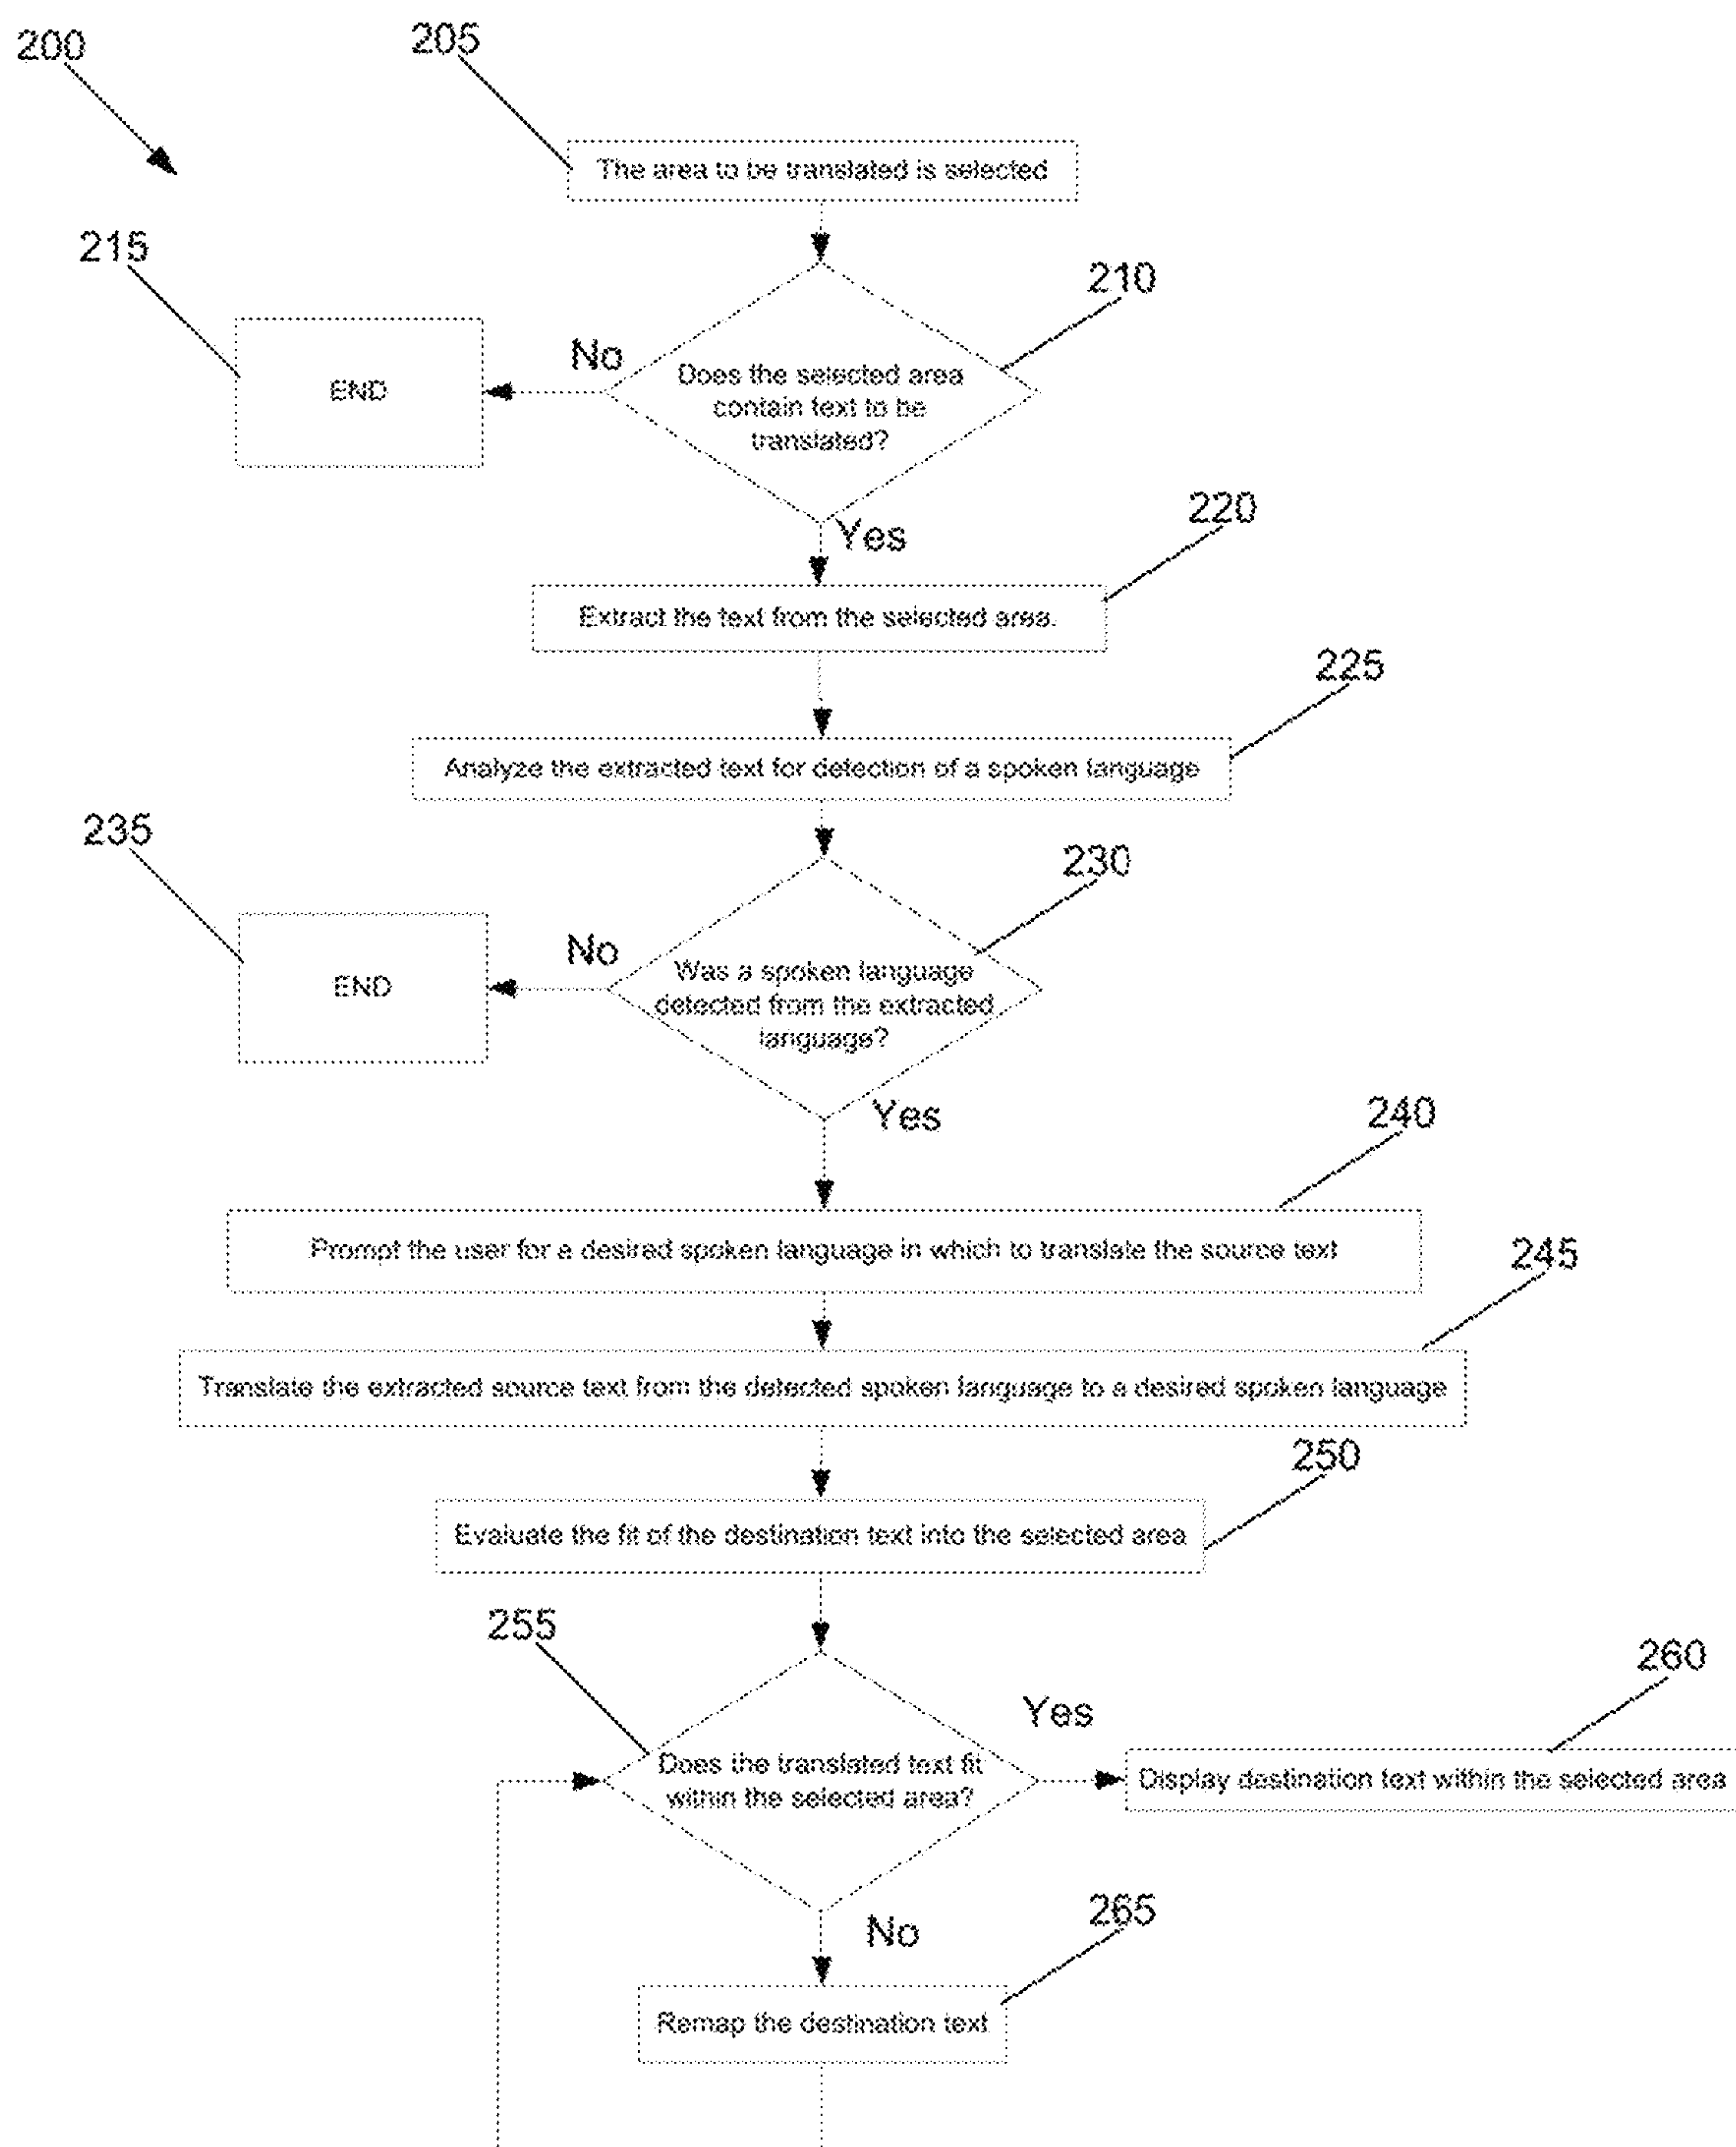 200
205
The area to be translated is selected
215
210
END
No
Does the selected area
contain text to be
translated?
Yes
220
Extract the text from the selected area.
225
Analyze the extracted text for detection of a spoken language
235
230
END
No
Was a spoken language
detected from the extracted
language?
Yes
240
Prompt the user for a desired spoken language in which to translate the source text
245
Translate the extracted source text from the detected spoken language to a desired spoken language
250
Evaluate the fit of the destination text into the selected area
255
260
Yes
Does the translated text fit
within the selected area?
Display destination text within the selected area
No
265
Remap the destination text